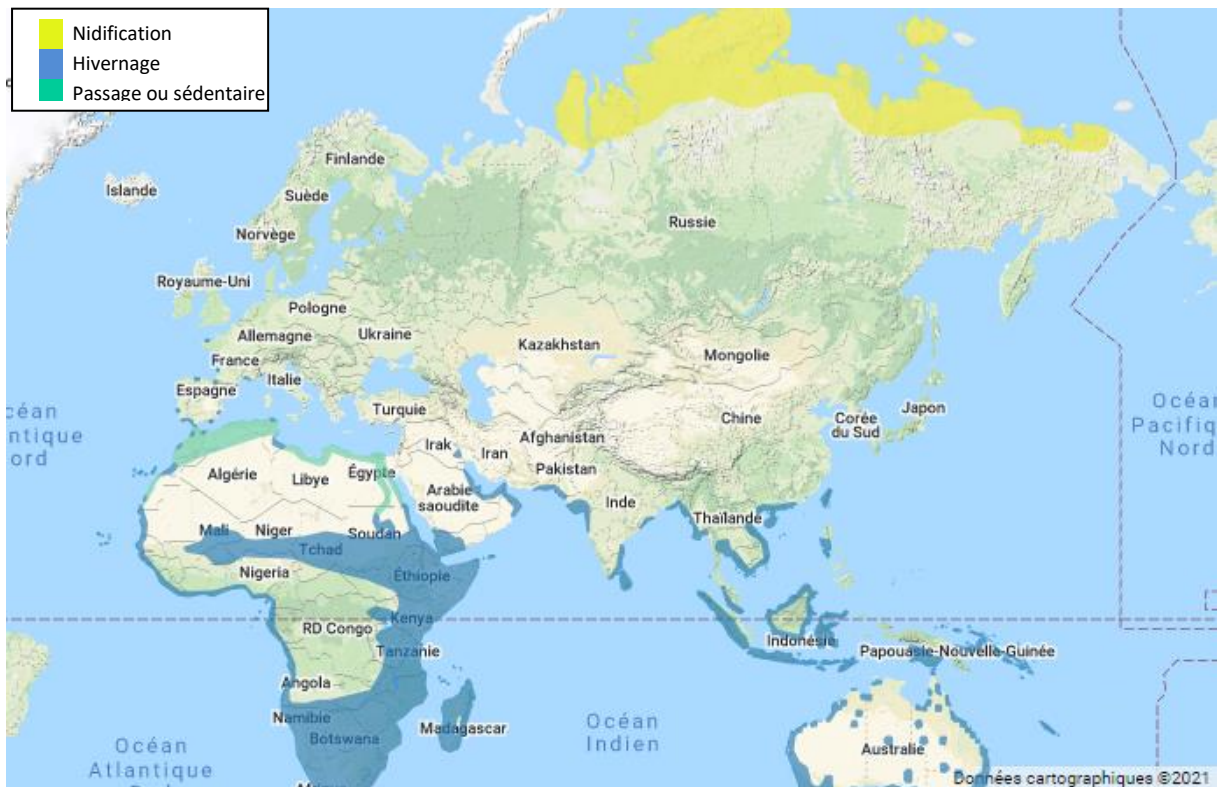 Nidification
Hivernage
Passage ou sédentaire
Finlande
Islande
Suède
Russie
Norvège
Royaume-Uni
Pologne
Allemagne
Ukraine
Kazakhstan
Mongolie
France
Italie
Espagne
Turquie
Chine
Corée
du Sud
Japon
Océan
Pacifique
Nord
Afghanistan
Irak
Iran
Pakistan
Algérie
Libye
Égypte
Arabie
saoudite
Inde
Mali
Niger
Soudan
Tchad
Thaïlande
Nigeria
Éthiopie
Kenya
RD Congo
Tanzanie
Indonésie
Papouasie-Nouvelle-Guinée
Angola
Namibie
Botswana
Madagascar
Océan
Indien
Australie
Océan
Atlantique
Données cartographiques ©2021